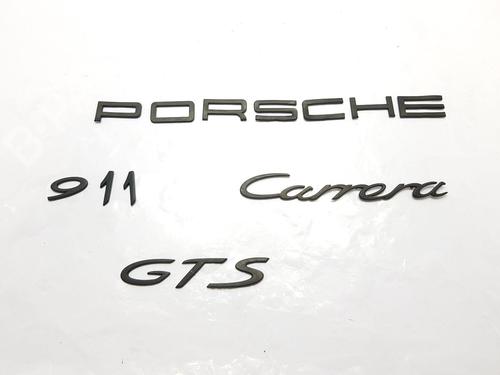 PORSCHE
911 Carrera
GTS